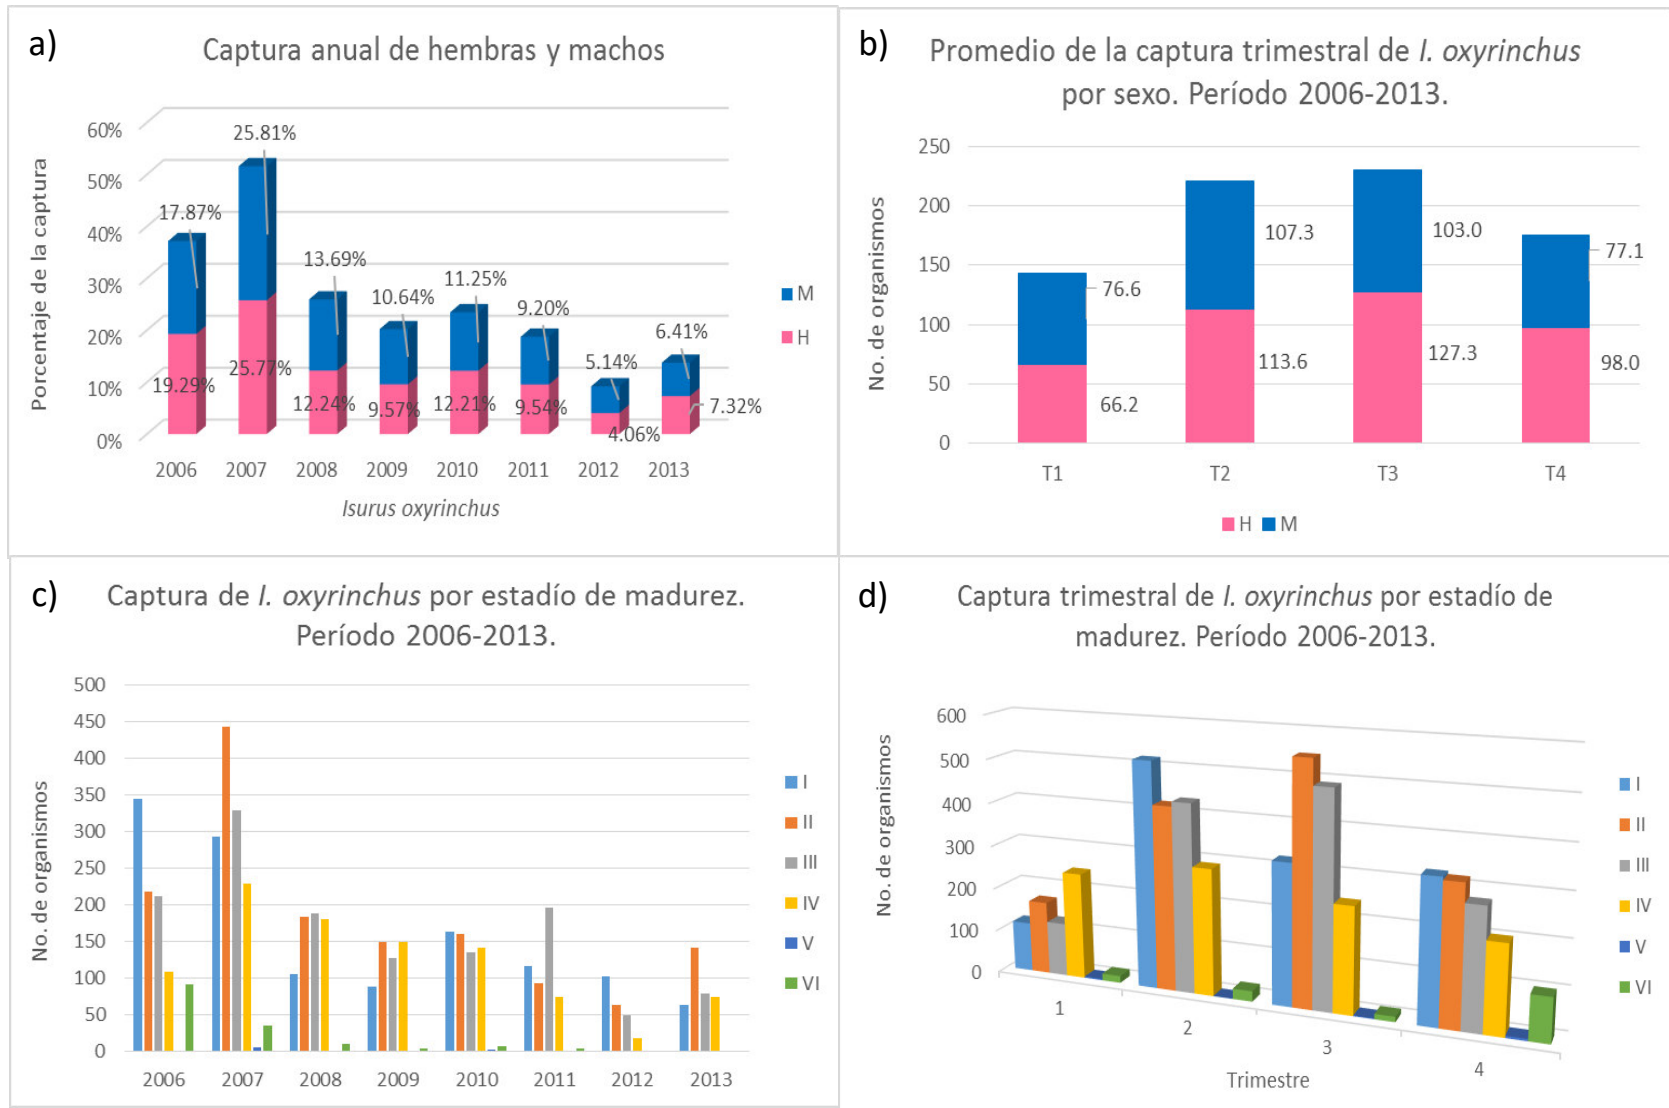 a)
Captura anual de hembras y machos
Porcentaje de la captura
60%
50%
40%
30%
20%
10%
0%
17.87%
25.81%
13.69%
10.64%
11.25%
9.20%
5.14%
6.41%
19.29%
25.77%
12.24%
9.57%
12.21%
9.54%
4.06%
7.32%
2006 2007 2008 2009 2010 2011 2012 2013
Isurus oxyrinchus
M
H
b)
Promedio de la captura trimestral de I. oxyrinchus
por sexo. Período 2006-2013.
No. de organismos
250
200
150
100
50
0
76.6
107.3
103.0
77.1
66.2
113.6
127.3
98.0
T1 T2 T3 T4
H M
c)
Captura de I. oxyrinchus por estadío de madurez.
Período 2006-2013.
No. de organismos
500
450
400
350
300
250
200
150
100
50
0
2006 2007 2008 2009 2010 2011 2012 2013
I
II
III
IV
V
VI
d)
Captura trimestral de I. oxyrinchus por estadío de
madurez. Período 2006-2013.
No. de organismos
600
500
400
300
200
100
0
1
2
3
4
Trimestre
I
II
III
IV
V
VI